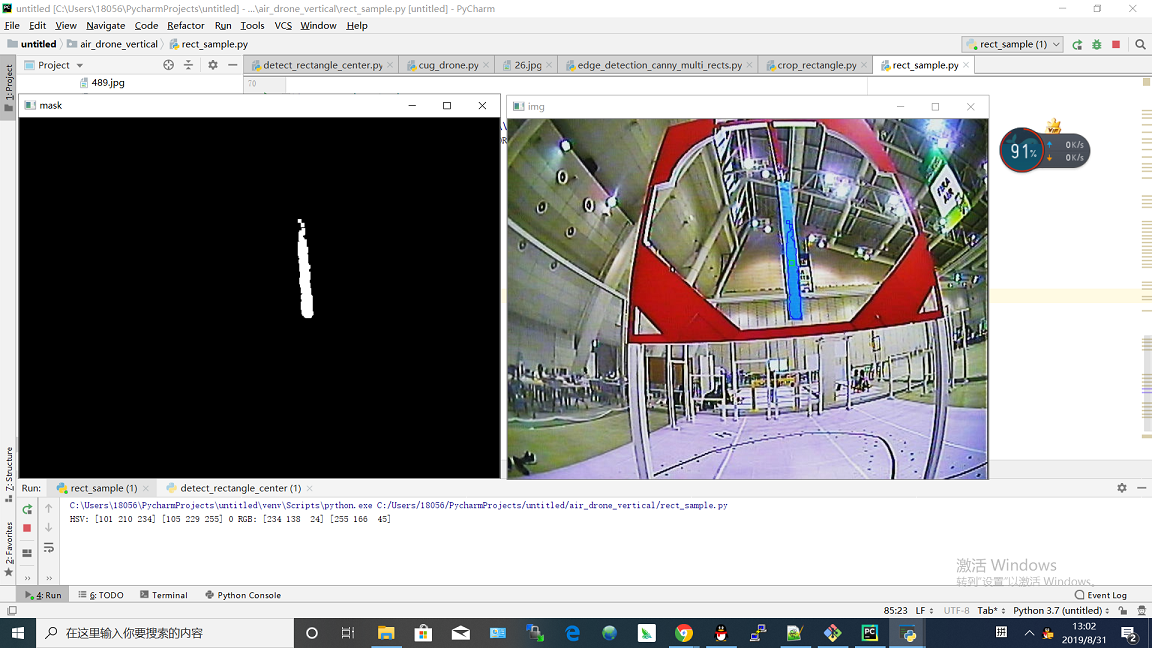 untitled [C:\Users\18056\PycharmProjects\untitled] - ...\air_drone_vertical\rect_sample.py [untitled] - PyCharm
File Edit View Navigate Code Refactor Run Tools VCS Window Help
untitled air_drone_vertical rect_sample.py rect_sample (1)
1: Project
Project
detect_rectangle_center.py cug_drone.py 26.jpg edge_detection_canny_multi_rects.py crop_rectangle.py rect_sample.py
489.jpg
70
mask
img
91%
0K/s
0K/s
FIRA
AIR
Z: Structure
2: Favorites
Run: rect_sample (1) detect_rectangle_center (1)
C:\Users\18056\PycharmProjects\untitled\venv\Scripts\python.exe C:/Users/18056/PycharmProjects/untitled/air_drone_vertical/rect_sample.py
HSV: [101 210 234] [105 229 255] 0 RGB: [234 138  24] [255 166  45]
激活 Windows
转到"设置"以激活 Windows。
4: Run 6: TODO Terminal Python Console Event Log
85:23 LF UTF-8 Tab* Python 3.7 (untitled)
在这里输入你要搜索的内容
拼
13:02
2019/8/31
2